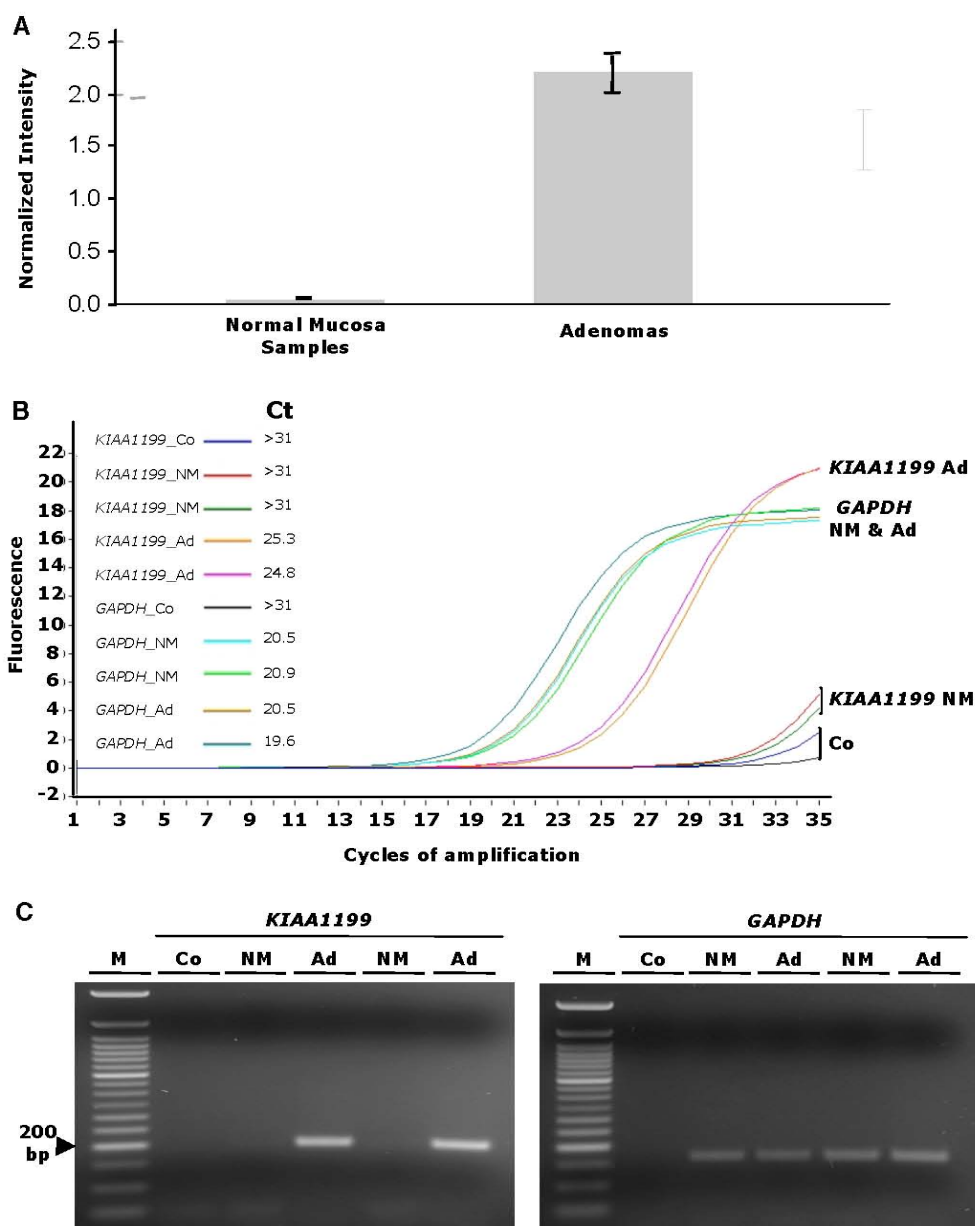 A
Normalized Intensity
2.5
2.0
1.5
1.0
0.5
0.0
Normal Mucosa
Samples
Adenomas
B
Ct
KIAA1199_Co >31
KIAA1199_NM >31
KIAA1199_NM >31
KIAA1199_Ad 25.3
KIAA1199_Ad 24.8
GAPDH_Co >31
GAPDH_NM 20.5
GAPDH_NM 20.9
GAPDH_Ad 20.5
GAPDH_Ad 19.6
Fluorescence
22
20
18
16
14
12
10
8
6
4
2
0
-2
KIAA1199 Ad
GAPDH
NM & Ad
KIAA1199 NM
Co
1 3 5 7 9 11 13 15 17 19 21 23 25 27 29 31 33 35
Cycles of amplification
C
KIAA1199
M Co NM Ad NM Ad
200
bp
GAPDH
M Co NM Ad NM Ad